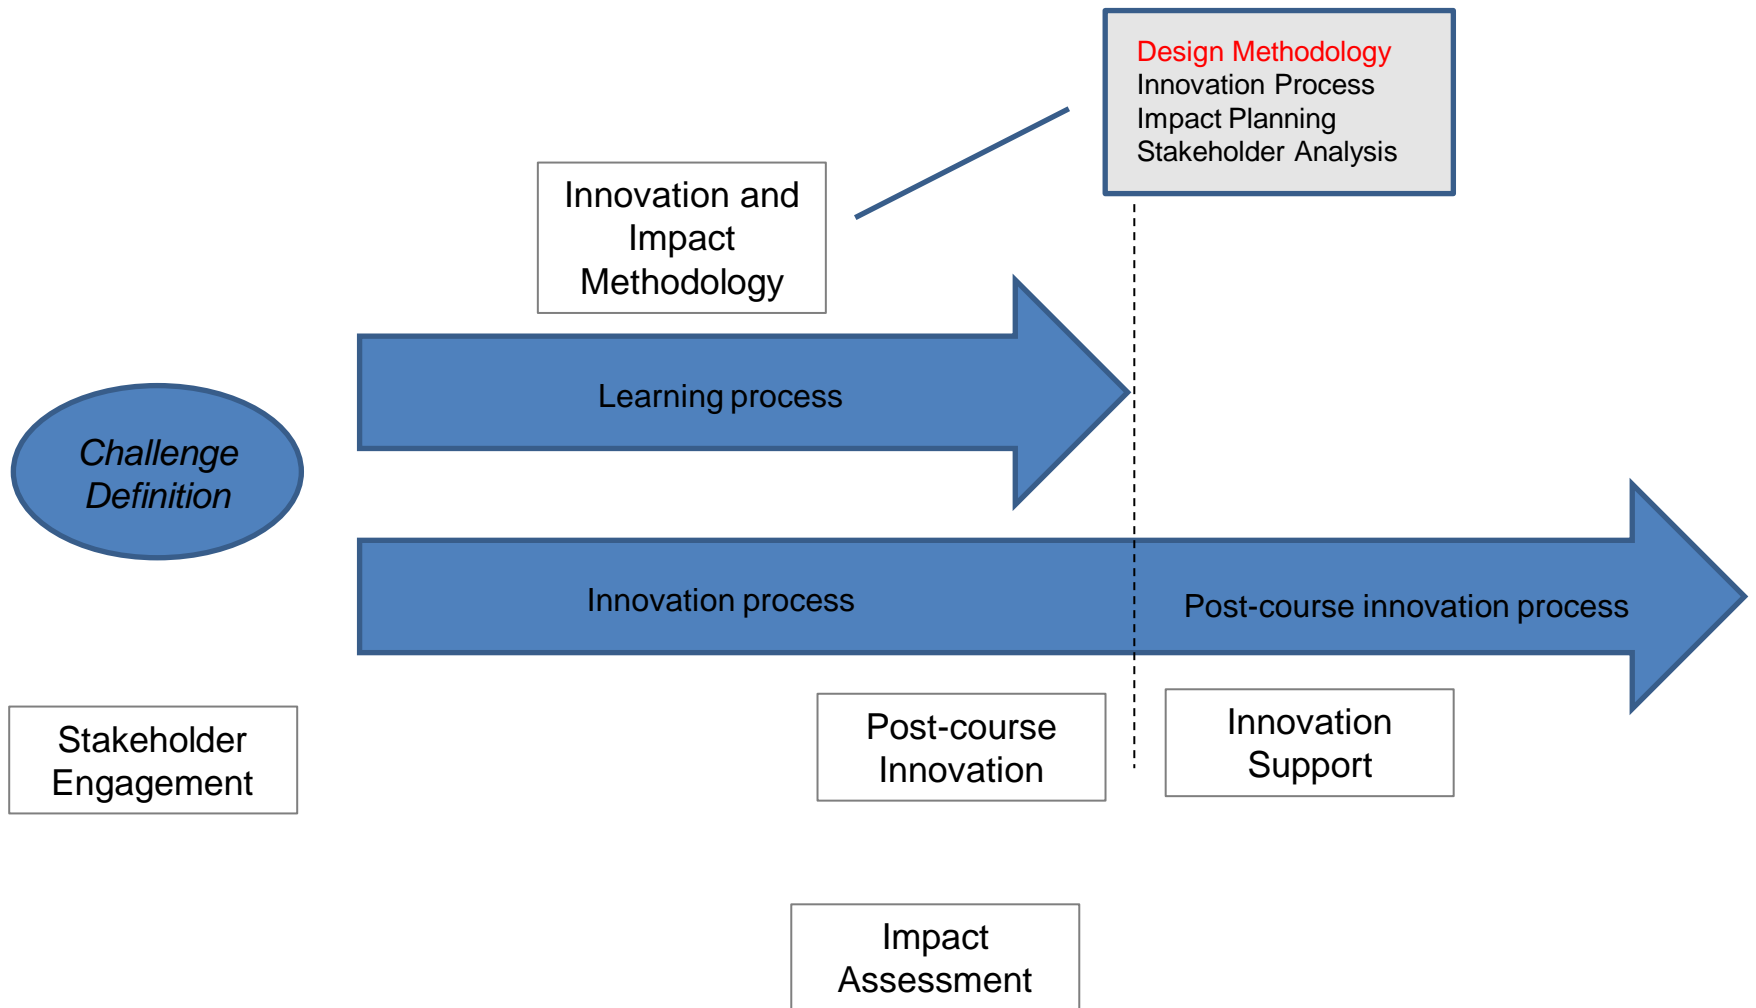 Design Methodology
Innovation Process
Impact Planning
Stakeholder Analysis
Innovation and
Impact
Methodology
Learning process
Challenge
Definition
Innovation process
Post-course innovation process
Stakeholder
Engagement
Post-course
Innovation
Innovation
Support
Impact
Assessment